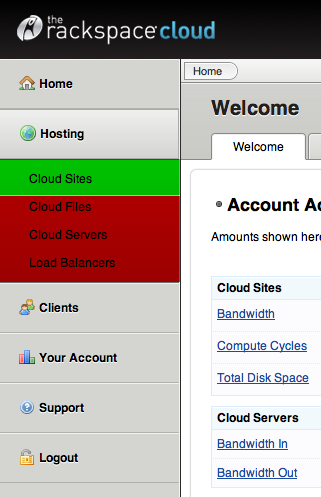 the
rackspace cloud
Home
Hosting
Cloud Sites
Cloud Files
Cloud Servers
Load Balancers
Clients
Your Account
Support
Logout
Home
Welcome
Welcome
Account Ac
Amounts shown here
Cloud Sites
Bandwidth
Compute Cycles
Total Disk Space
Cloud Servers
Bandwidth In
Bandwidth Out